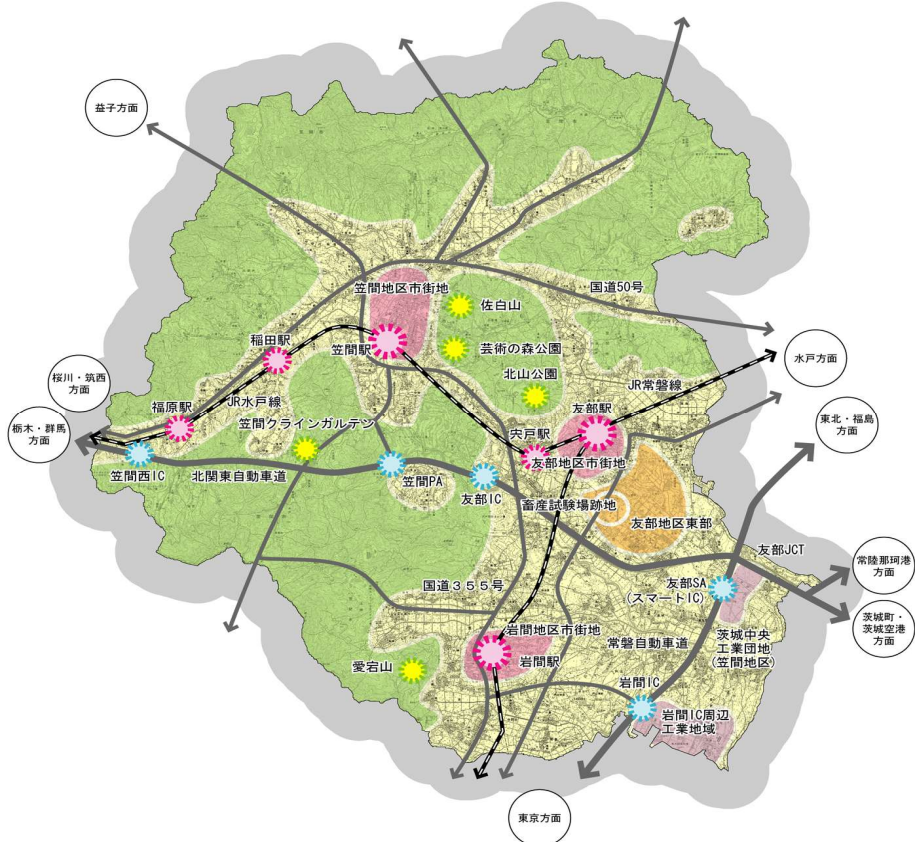 益子方面
国道50号
笠間地区市街地
佐白山
稲田駅
笠間駅
芸術の森公園
水戸方面
北山公園
JR常磐線
桜川・筑西
方面
福原駅
JR水戸線
笠間クラインガルテン
友部駅
宍戸駅
東北・福島
方面
栃木・群馬
方面
友部地区市街地
笠間西IC
北関東自動車道
笠間PA
友部IC
畜産試験場跡地
友部地区東部
友部JCT
常陸那珂港
方面
国道355号
友部SA
(スマートIC)
茨城町・
茨城空港
方面
岩間地区市街地
常磐自動車道
茨城中央
工業団地
(笠間地区)
愛宕山
岩間駅
岩間IC
岩間IC周辺
工業地域
東京方面